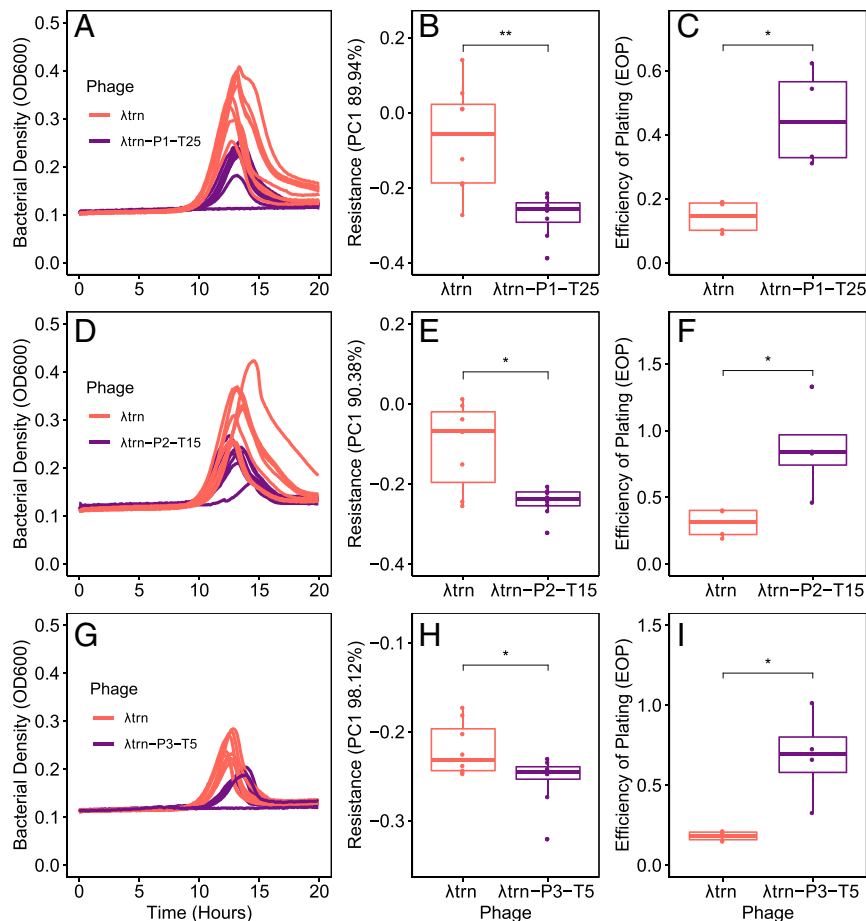 A
Bacterial Density (OD600)
0.5
0.4
0.3
0.2
0.1
0.0
0
5
10
15
20
Phage
λtrn
λtrn−P1−T25
B
Resistance (PC1 89.94%)
0.2
0.0
−0.2
−0.4
**
λtrn
λtrn−P1−T25
C
Efficiency of Plating (EOP)
0.6
0.4
0.2
0.0
*
λtrn
λtrn−P1−T25
D
Bacterial Density (OD600)
0.5
0.4
0.3
0.2
0.1
0.0
0
5
10
15
20
Phage
λtrn
λtrn−P2−T15
E
Resistance (PC1 90.38%)
0.2
0.0
−0.2
−0.4
*
λtrn
λtrn−P2−T15
F
Efficiency of Plating (EOP)
1.5
1.0
0.5
0.0
*
λtrn
λtrn−P2−T15
G
Bacterial Density (OD600)
0.5
0.4
0.3
0.2
0.1
0.0
0
5
10
15
20
Time (Hours)
Phage
λtrn
λtrn−P3−T5
H
Resistance (PC1 98.12%)
−0.1
−0.2
−0.3
*
λtrn
λtrn−P3−T5
Phage
I
Efficiency of Plating (EOP)
1.5
1.0
0.5
0.0
*
λtrn
λtrn−P3−T5
Phage